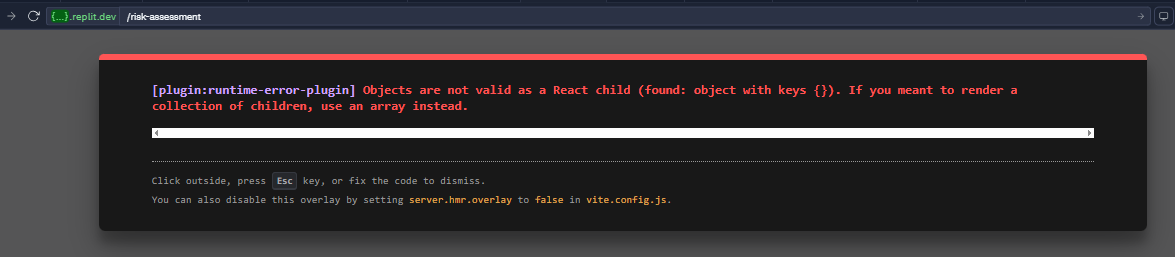 {...}.replit.dev /risk-assessment
[plugin:runtime-error-plugin] Objects are not valid as a React child (found: object with keys {}). If you meant to render a
collection of children, use an array instead.
Click outside, press Esc key, or fix the code to dismiss.
You can also disable this overlay by setting server.hmr.overlay to false in vite.config.js.